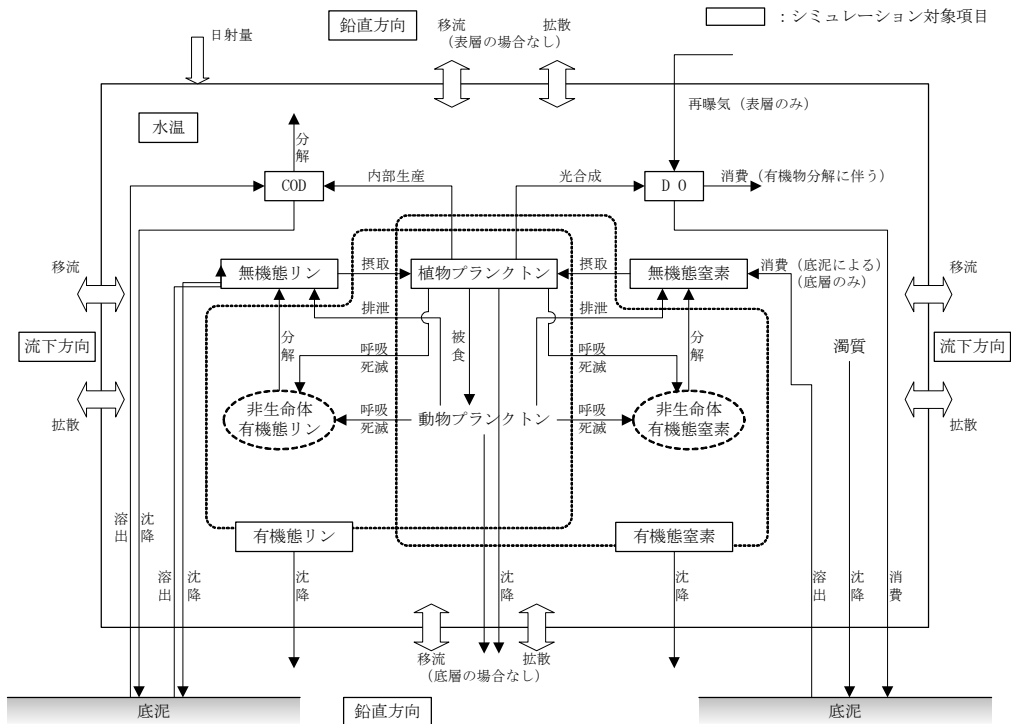 ：シミュレーション対象項目
鉛直方向
日射量
移流
（表層の場合なし）
拡散
再曝気（表層のみ）
水温
分解
COD
内部生産
光合成
ＤＯ
消費（有機物分解に伴う）
移流
無機態リン
摂取
植物プランクトン
摂取
無機態窒素
消費（底泥による）
（底層のみ）
移流
流下方向
分解
排泄
排泄
分解
流下方向
呼吸
死滅
被食
呼吸
死滅
濁質
拡散
非生命体
有機態リン
呼吸
死滅
動物プランクトン
呼吸
死滅
非生命体
有機態窒素
拡散
溶出
沈降
有機態リン
有機態窒素
溶出
沈降
沈降
沈降
沈降
溶出
沈降
消費
移流
（底層の場合なし）
拡散
底泥
鉛直方向
底泥